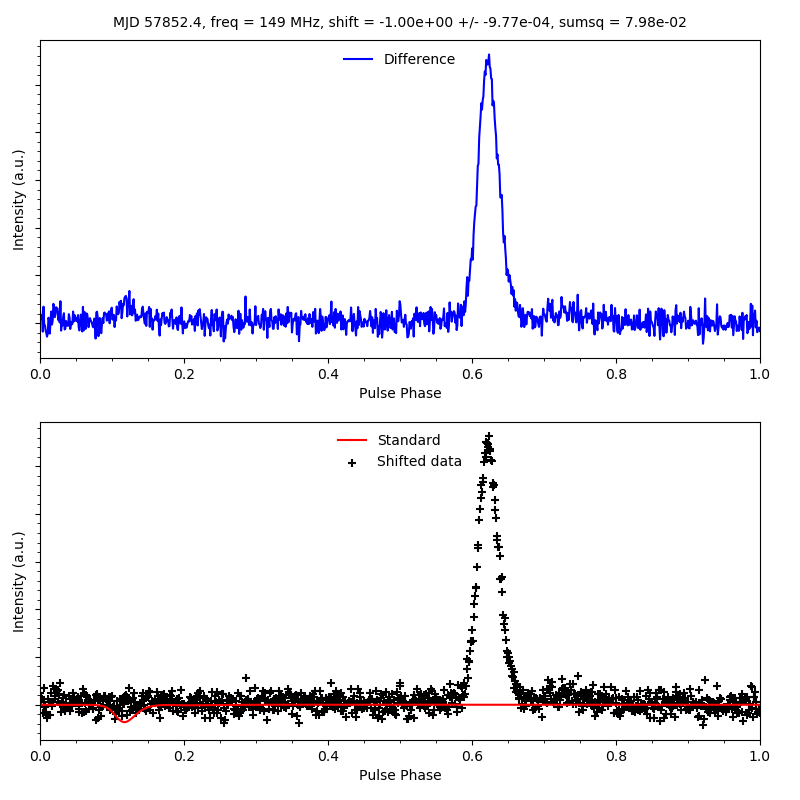 MJD 57852.4, freq = 149 MHz, shift = -1.00e+00 +/- -9.77e-04, sumsq = 7.98e-02
Difference
Intensity (a.u.)
0.0 0.2 0.4 0.6 0.8 1.0
Pulse Phase
Standard
Shifted data
Intensity (a.u.)
0.0 0.2 0.4 0.6 0.8 1.0
Pulse Phase